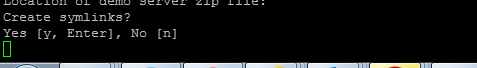 Location of demo server zip file:
Create symlinks?
Yes [y, Enter], No [n]